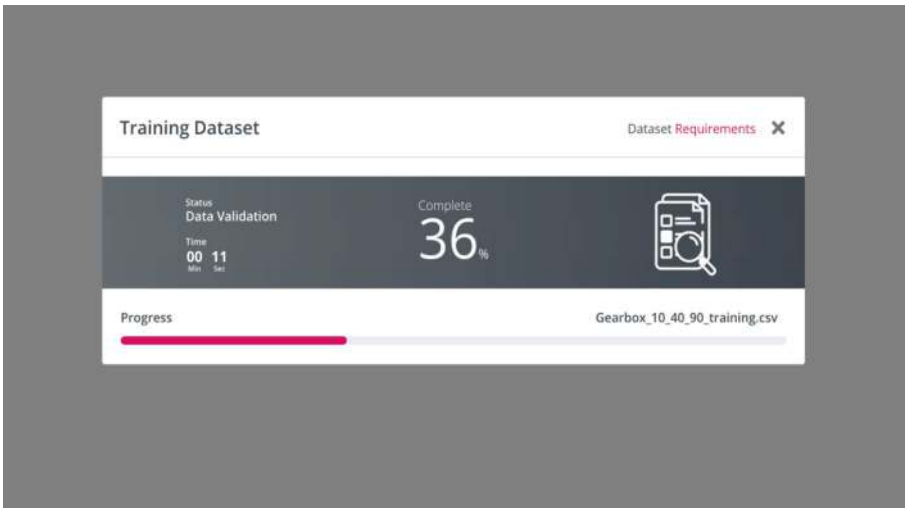 Training Dataset
Dataset Requirements
Status
Data Validation
Time
00 11
Min Sec
Complete
36%
Progress
Gearbox_10_40_90_training.csv